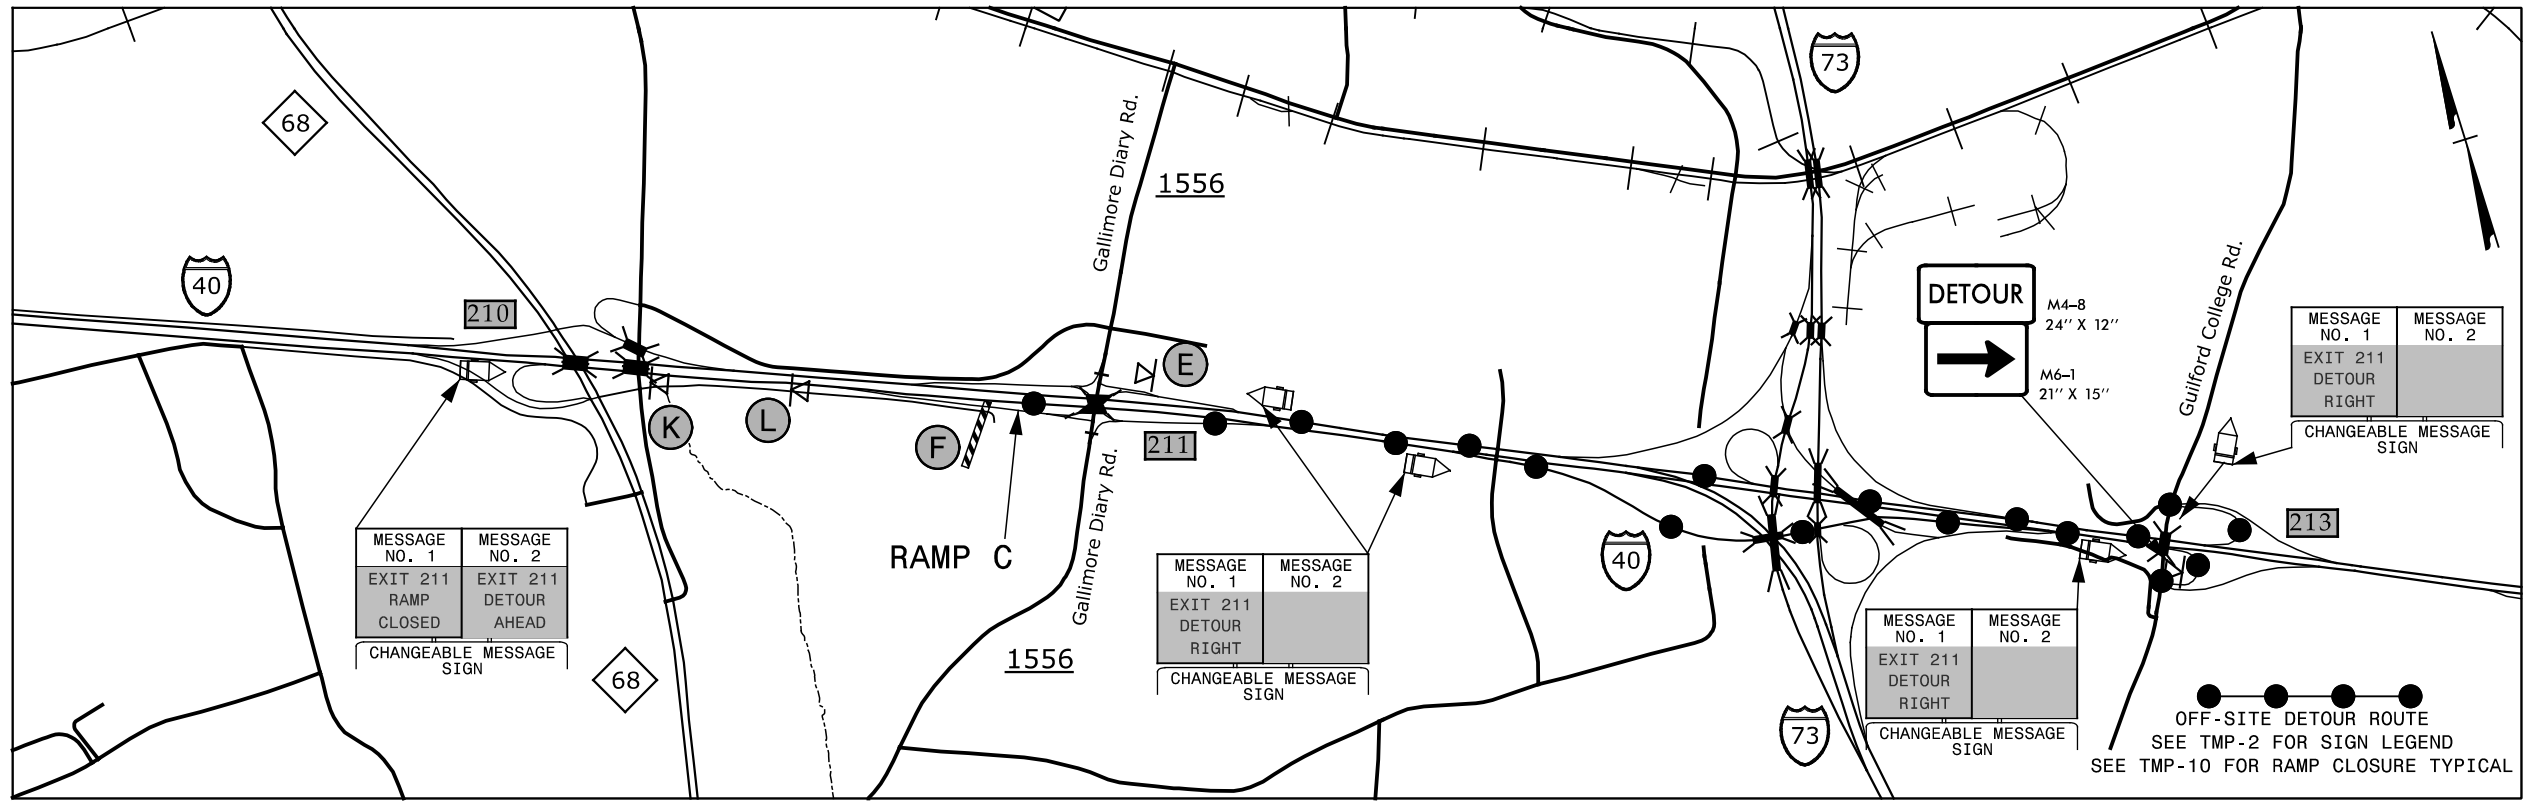 73
68
Gallimore Diary Rd.
1556
40
210
DETOUR
M4-8
24'' X 12''
M6-1
21'' X 15''
Guilford College Rd.
MESSAGE NO. 1
MESSAGE NO. 2
EXIT 211
DETOUR
RIGHT
CHANGEABLE MESSAGE
SIGN
E
K
L
F
211
RAMP C
Gallimore Diary Rd.
1556
213
MESSAGE NO. 1
MESSAGE NO. 2
EXIT 211
RAMP
CLOSED
EXIT 211
DETOUR
AHEAD
CHANGEABLE MESSAGE
SIGN
68
MESSAGE NO. 1
MESSAGE NO. 2
EXIT 211
DETOUR
RIGHT
CHANGEABLE MESSAGE
SIGN
40
73
MESSAGE NO. 1
MESSAGE NO. 2
EXIT 211
DETOUR
RIGHT
CHANGEABLE MESSAGE
SIGN
OFF-SITE DETOUR ROUTE
SEE TMP-2 FOR SIGN LEGEND
SEE TMP-10 FOR RAMP CLOSURE TYPICAL